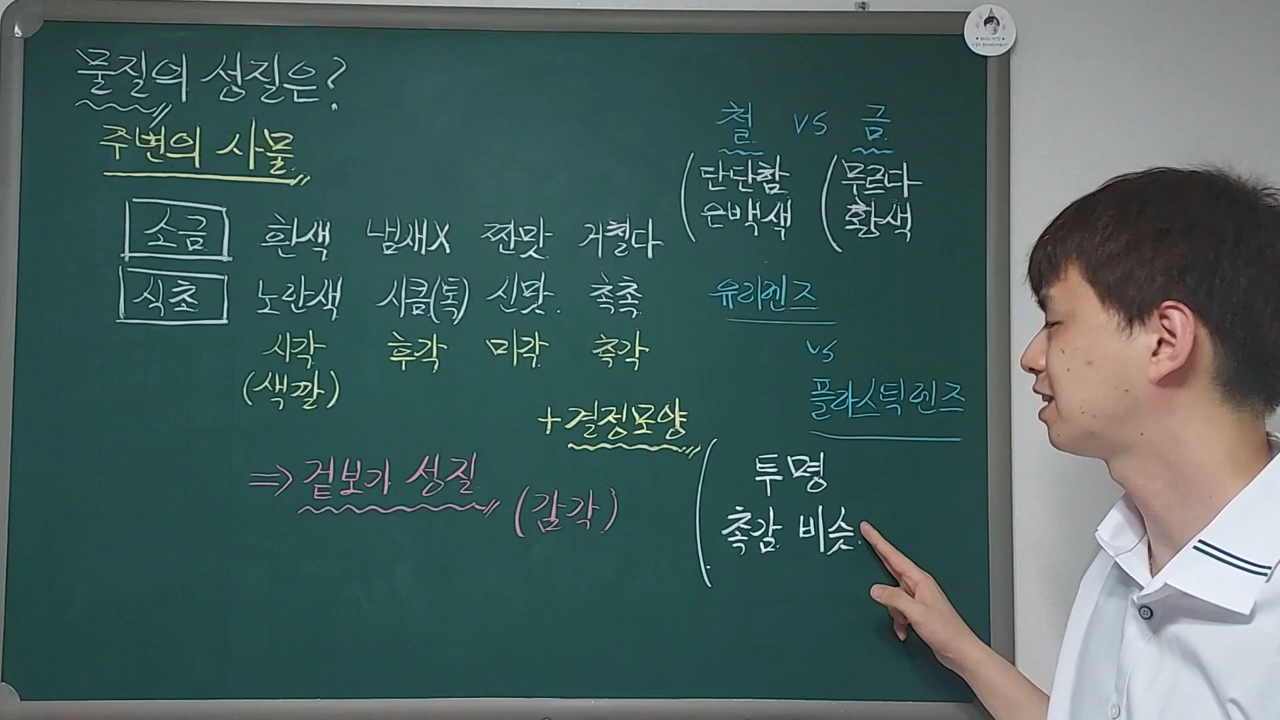 물질의 성질은?
주변의 사물
소금 흰색 냄새X 짠맛 거칠다
식초 노란색 시큼(톡) 신맛. 촉촉
시각 후각 미각 촉각
(색깔)
+ 결정모양
⇒ 겉보기 성질 (감각)
철 vs 금
단단함 무르다
은백색 황색
유리렌즈
vs
플라스틱렌즈
투명
촉감 비슷.